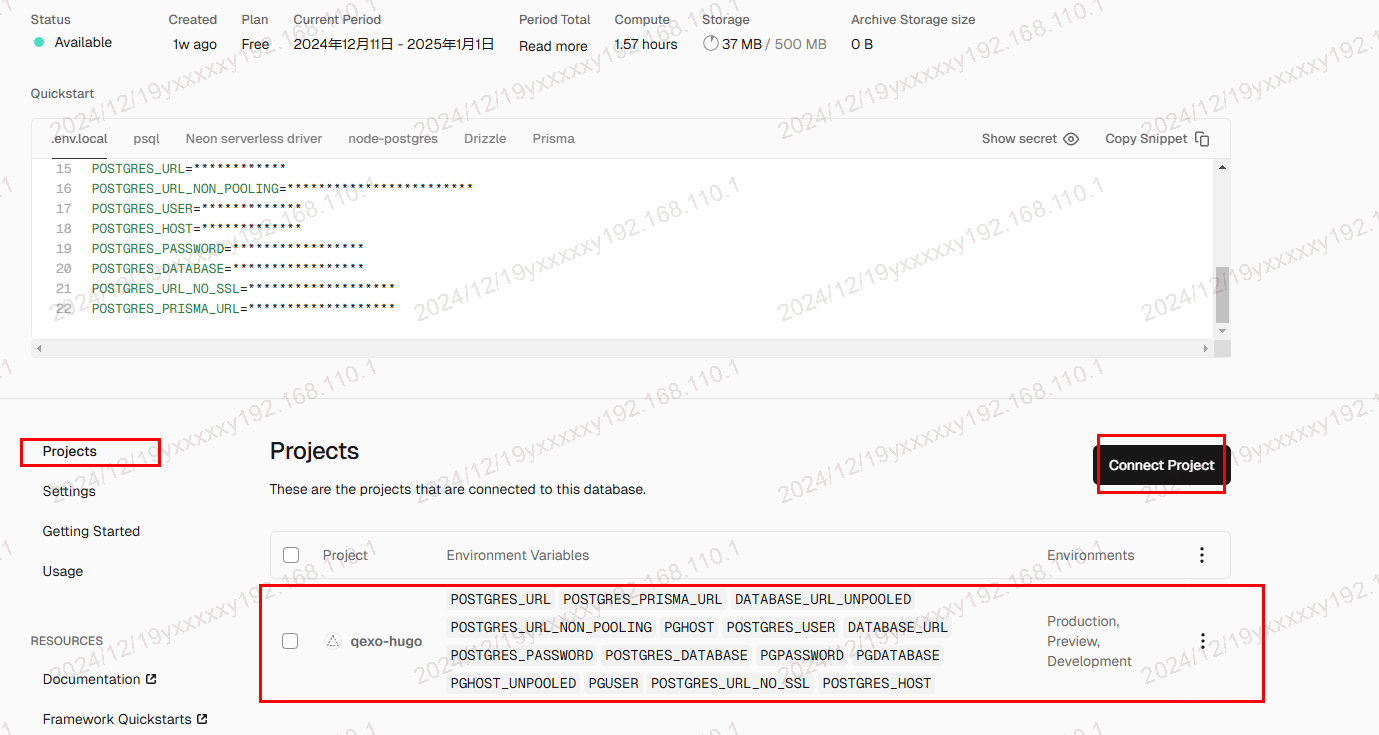 Status Created Plan Current Period Period Total Compute Storage Archive Storage size
Available 1w ago Free 2024年12月11日 - 2025年1月1日 Read more 1.57 hours 37 MB / 500 MB 0 B
Quickstart
.env.local psql Neon serverless driver node-postgres Drizzle Prisma Show secret Copy Snippet
15 POSTGRES_URL=************
16 POSTGRES_URL_NON_POOLING=************************
17 POSTGRES_USER=*************
18 POSTGRES_HOST=*************
19 POSTGRES_PASSWORD=*****************
20 POSTGRES_DATABASE=*****************
21 POSTGRES_URL_NO_SSL=*******************
22 POSTGRES_PRISMA_URL=*******************
Projects
Settings
Getting Started
Usage
RESOURCES
Documentation
Framework Quickstarts
Projects
Connect Project
These are the projects that are connected to this database.
Project Environment Variables Environments
qexo-hugo
POSTGRES_URL POSTGRES_PRISMA_URL DATABASE_URL_UNPOOLED
POSTGRES_URL_NON_POOLING PGHOST POSTGRES_USER DATABASE_URL
POSTGRES_PASSWORD POSTGRES_DATABASE PGPASSWORD PGDATABASE
PGHOST_UNPOOLED PGUSER POSTGRES_URL_NO_SSL POSTGRES_HOST
Production,
Preview,
Development
2024/12/19yxxxxxy192.168.110.1